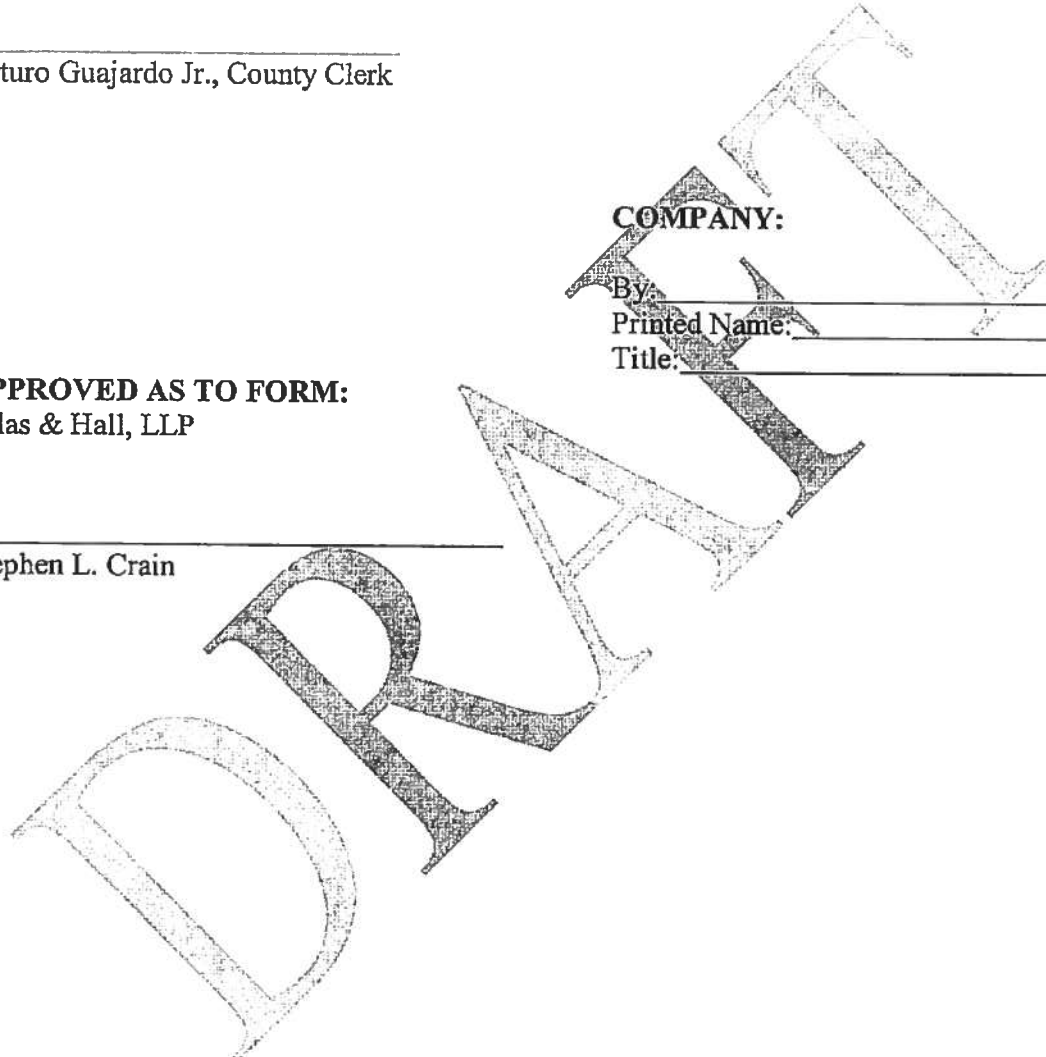 turo Guajardo Jr., County Clerk
COMPANY:
By:
Printed Name:
Title:
PPROVED AS TO FORM:
las & Hall, LLP
ephen L. Crain
DRAFT